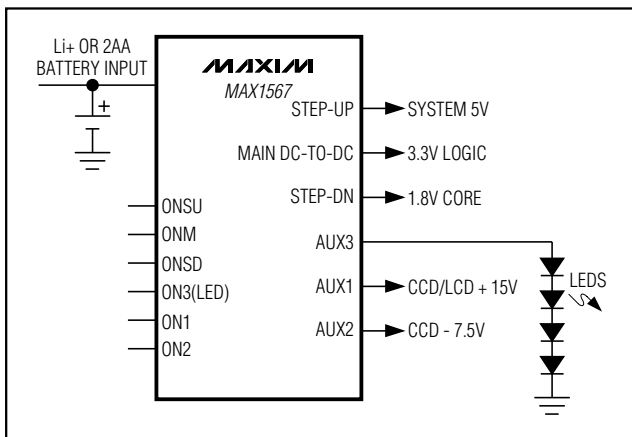 Li+ OR 2AA
BATTERY INPUT
+
MAXIM
MAX1567
STEP-UP
SYSTEM 5V
MAIN DC-TO-DC
3.3V LOGIC
STEP-DN
1.8V CORE
ONSU
ONM
ONSD
ON3(LED)
ON1
ON2
AUX3
AUX1
CCD/LCD + 15V
AUX2
CCD - 7.5V
LEDS